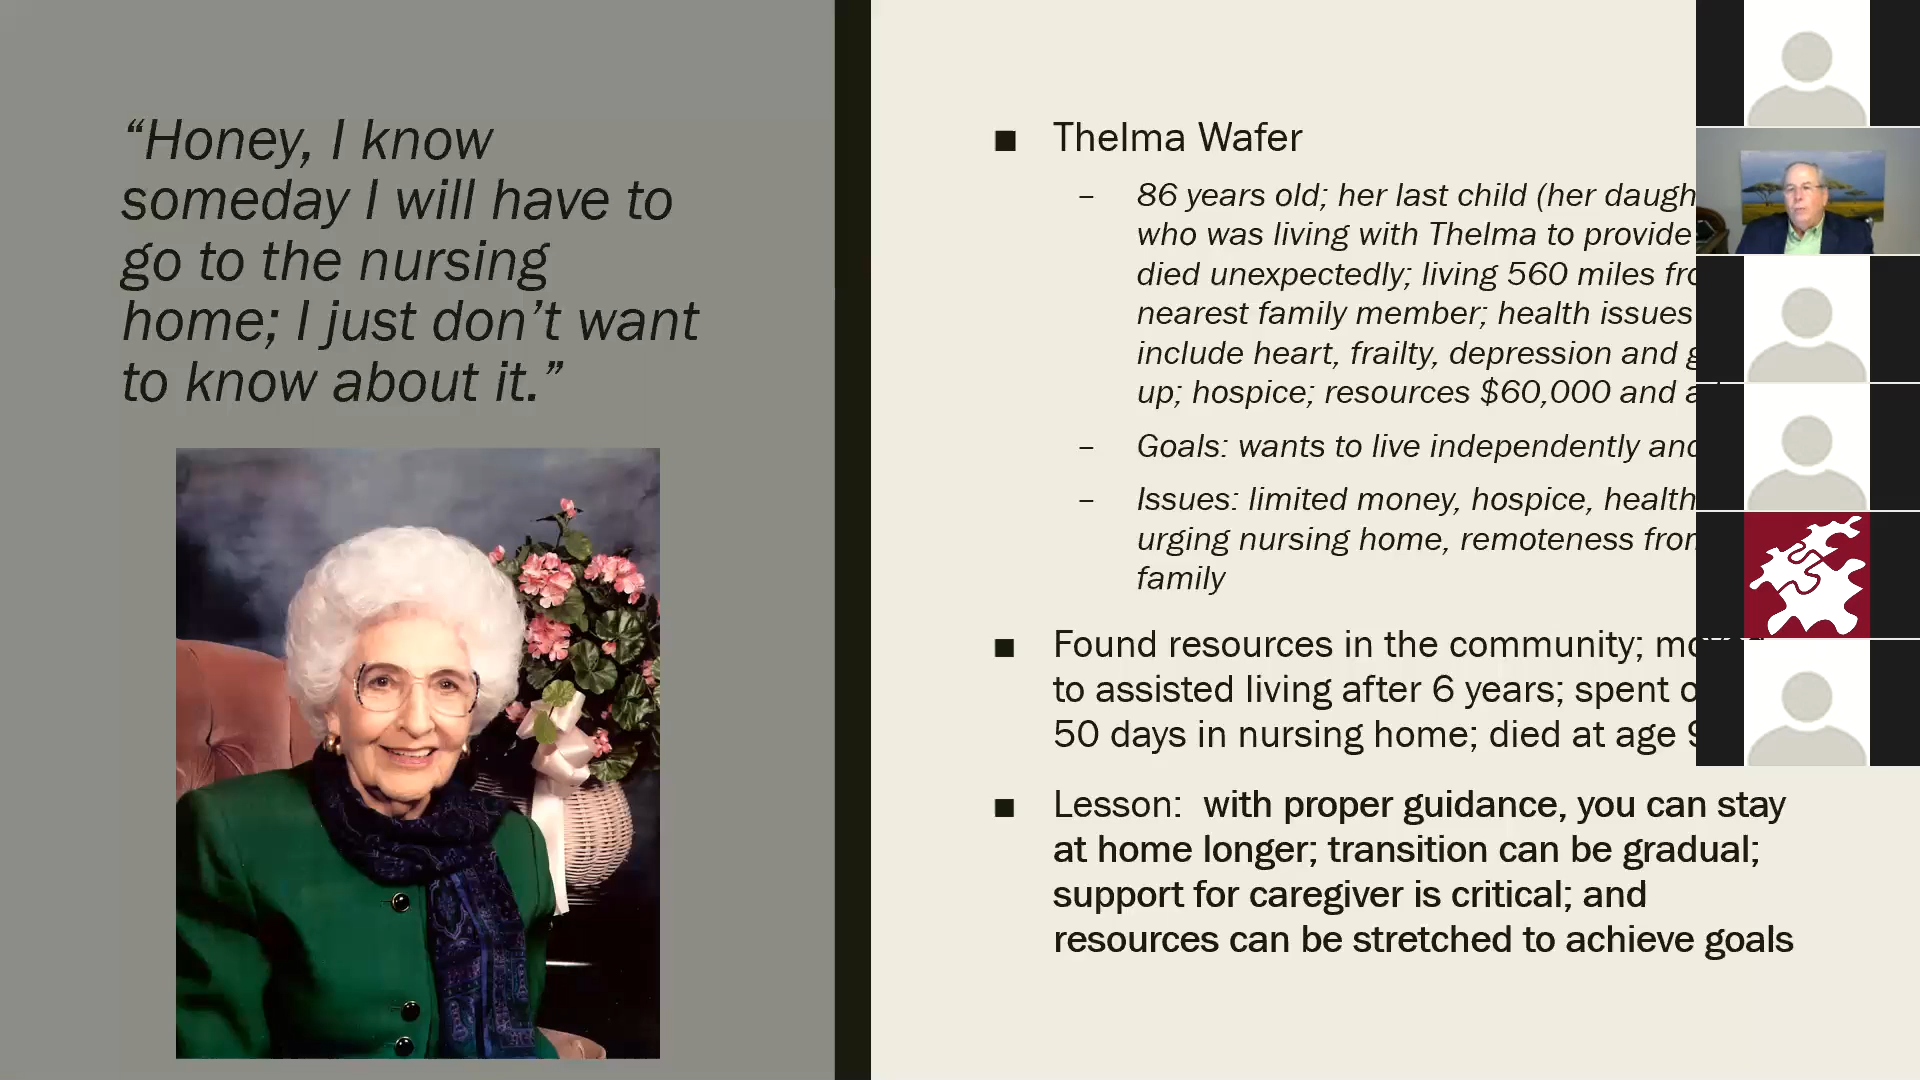 “Honey, I know
someday I will have to
go to the nursing
home; I just don’t want
to know about it.”
■ Thelma Wafer
– 86 years old; her last child (her
who was living with Thelma to provide
died unexpectedly; living 560 miles
nearest family member; health issues
include heart, frailty, depression and
up; hospice; resources $60,000 and
– Goals: wants to live independently
– Issues: limited money, hospice, health
urging nursing home, remoteness
family
■ Found resources in the community;
to assisted living after 6 years; spent
50 days in nursing home; died at age
■ Lesson: with proper guidance, you can stay
at home longer; transition can be gradual;
support for caregiver is critical; and
resources can be stretched to achieve goals